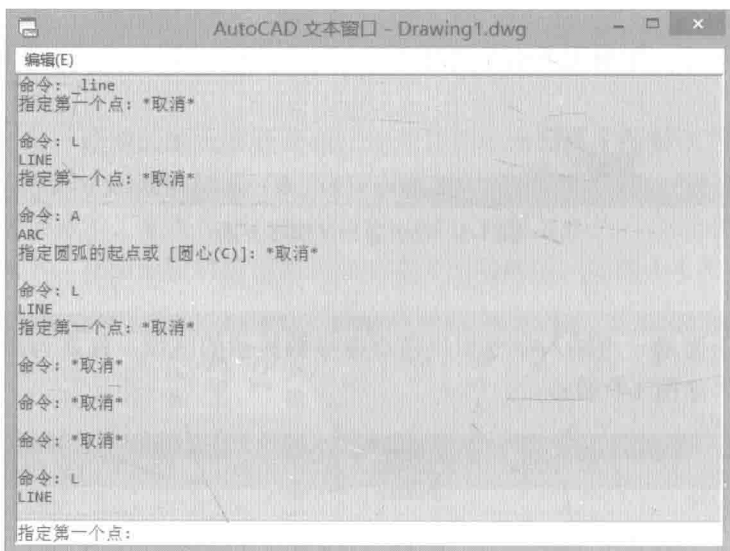 AutoCAD 文本窗口 - Drawing1.dwg
编辑(E)
命令: _line
指定第一个点: *取消*
命令: L
LINE
指定第一个点: *取消*
命令: A
ARC
指定圆弧的起点或 [圆心(C)]: *取消*
命令: L
LINE
指定第一个点: *取消*
命令: *取消*
命令: *取消*
命令: *取消*
命令: L
LINE
指定第一个点: